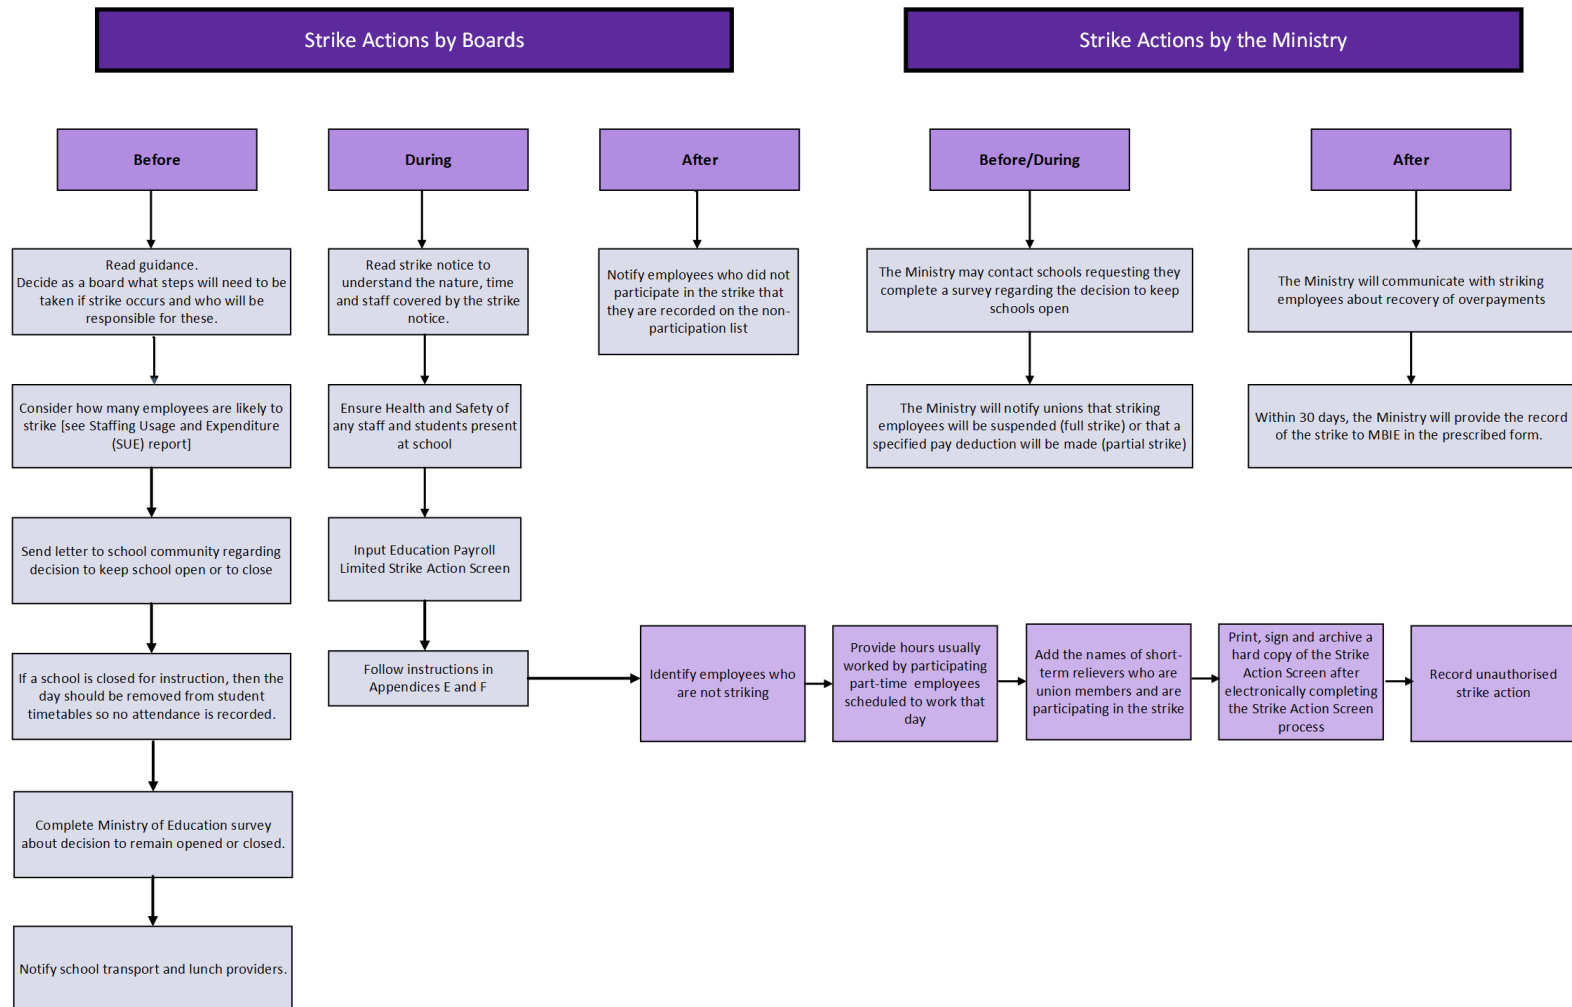 Strike Actions by Boards
Strike Actions by the Ministry
Before
During
After
Before/During
After
Read guidance.
Decide as a board what steps will need to be
taken if strike occurs and who will be
responsible for these.
Consider how many employees are likely to
strike [see Staffing Usage and Expenditure
(SUE) report]
Send letter to school community regarding
decision to keep school open or to close
If a school is closed for instruction, then the
day should be removed from student
timetables so no attendance is recorded.
Complete Ministry of Education survey
about decision to remain opened or closed.
Notify school transport and lunch providers.
Read strike notice to
understand the nature, time
and staff covered by the strike
notice.
Ensure Health and Safety of
any staff and students present
at school
Input Education Payroll
Limited Strike Action Screen
Follow instructions in
Appendices E and F
Identify employees who
are not striking
Provide hours usually
worked by participating
part-time employees
scheduled to work that
day
Add the names of short-
term relievers who are
union members and are
participating in the strike
Print, sign and archive a
hard copy of the Strike
Action Screen after
electronically completing
the Strike Action Screen
process
Record unauthorised
strike action
Notify employees who did not
participate in the strike that
they are recorded on the non-
participation list
The Ministry may contact schools requesting they
complete a survey regarding the decision to keep
schools open
The Ministry will notify unions that striking
employees will be suspended (full strike) or that a
specified pay deduction will be made (partial strike)
The Ministry will communicate with striking
employees about recovery of overpayments
Within 30 days, the Ministry will provide the record
of the strike to MBIE in the prescribed form.